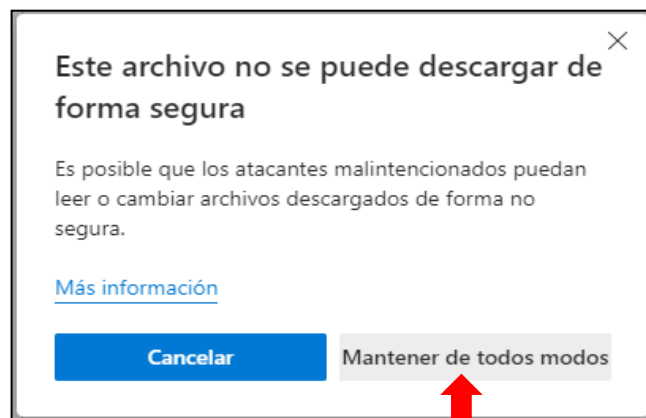 Este archivo no se puede descargar de
forma segura
Es posible que los atacantes malintencionados puedan
leer o cambiar archivos descargados de forma no
segura.
Más información
Cancelar
Mantener de todos modos